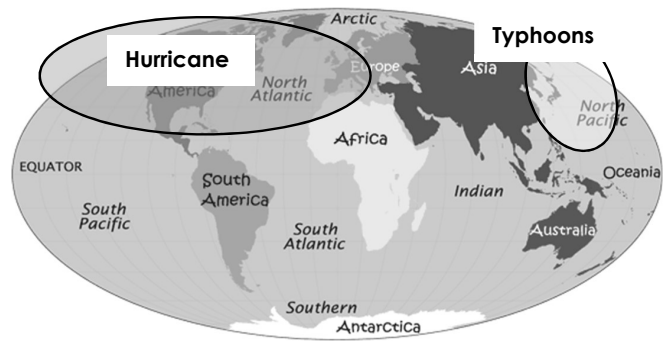 Arctic
Hurricane
Typhoons
Europe
Asia
America
North
Atlantic
North
Pacific
Africa
EQUATOR
Oceania
South
America
Indian
South
Pacific
South
Atlantic
Australia
Southern
Antarctica